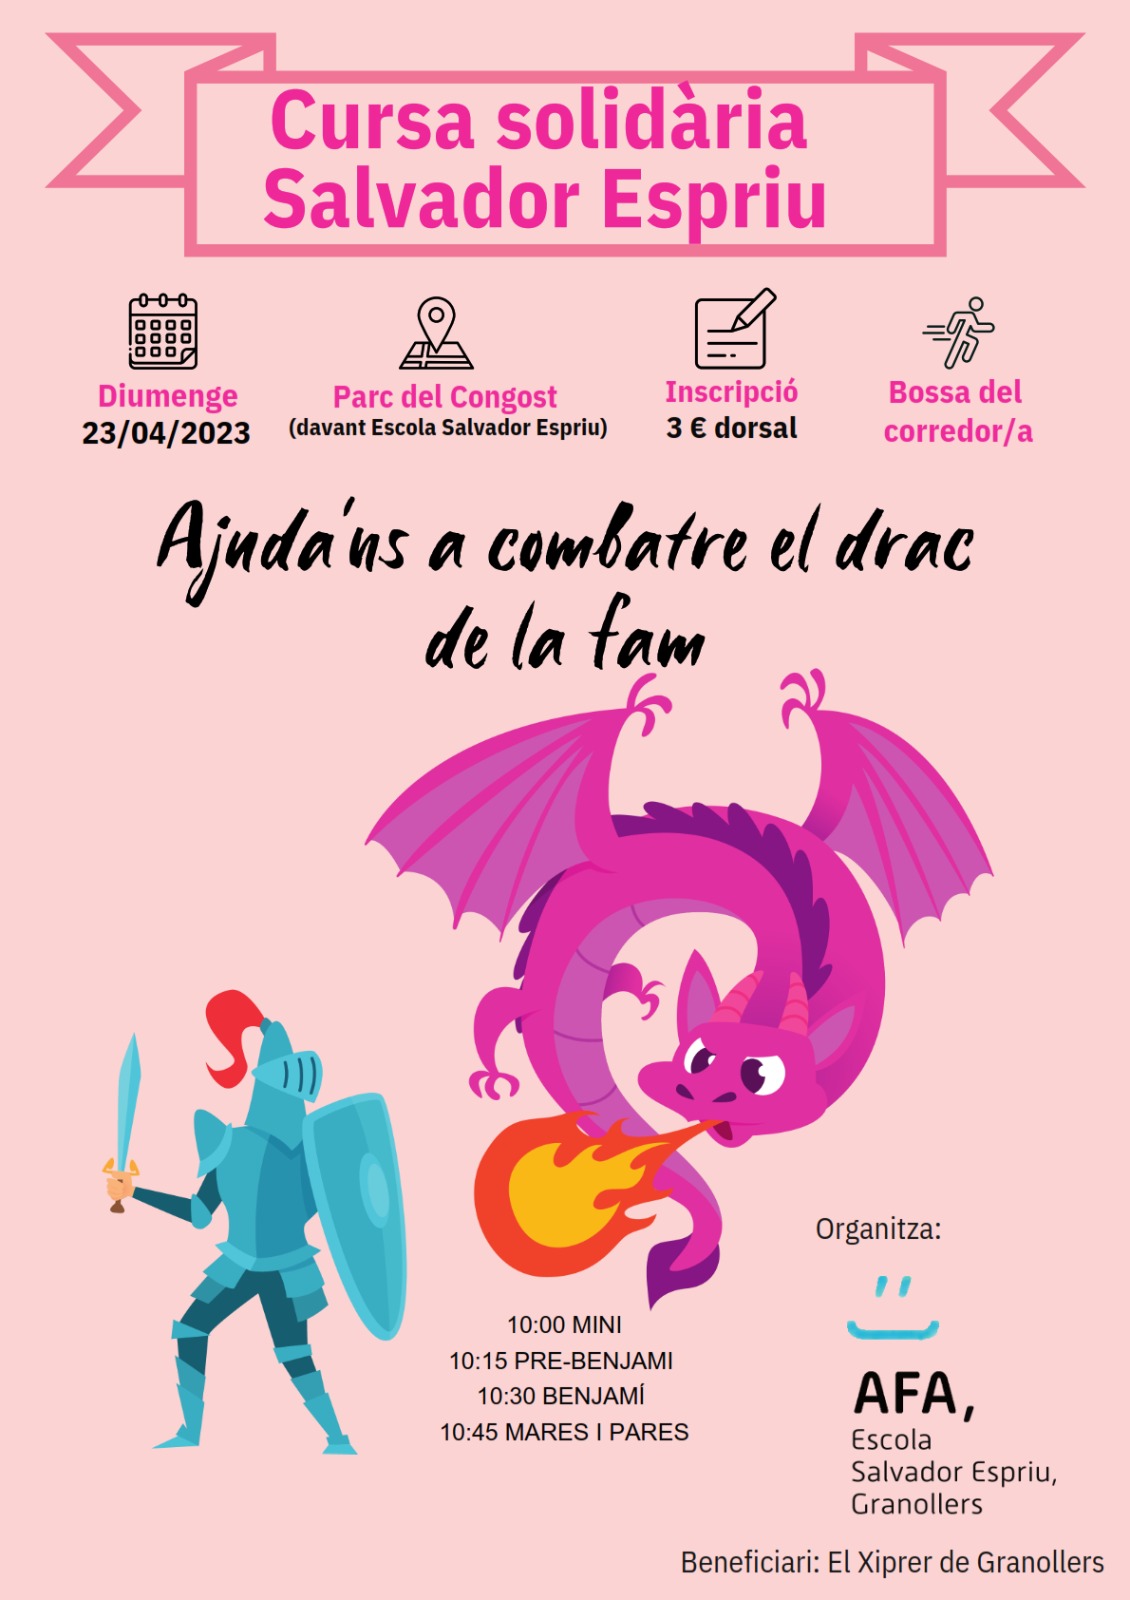 Cursa solidària
Salvador Espriu
Diumenge
23/04/2023
Parc del Congost
(davant Escola Salvador Espriu)
Inscripció
3 € dorsal
Bossa del
corredor/a
Ajuda'ns a combatre el drac
de la fam
10:00 MINI
10:15 PRE-BENJAMI
10:30 BENJAMÍ
10:45 MARES I PARES
Organitza:
AFA,
Escola
Salvador Espriu,
Granollers
Beneficiari: El Xiprer de Granollers